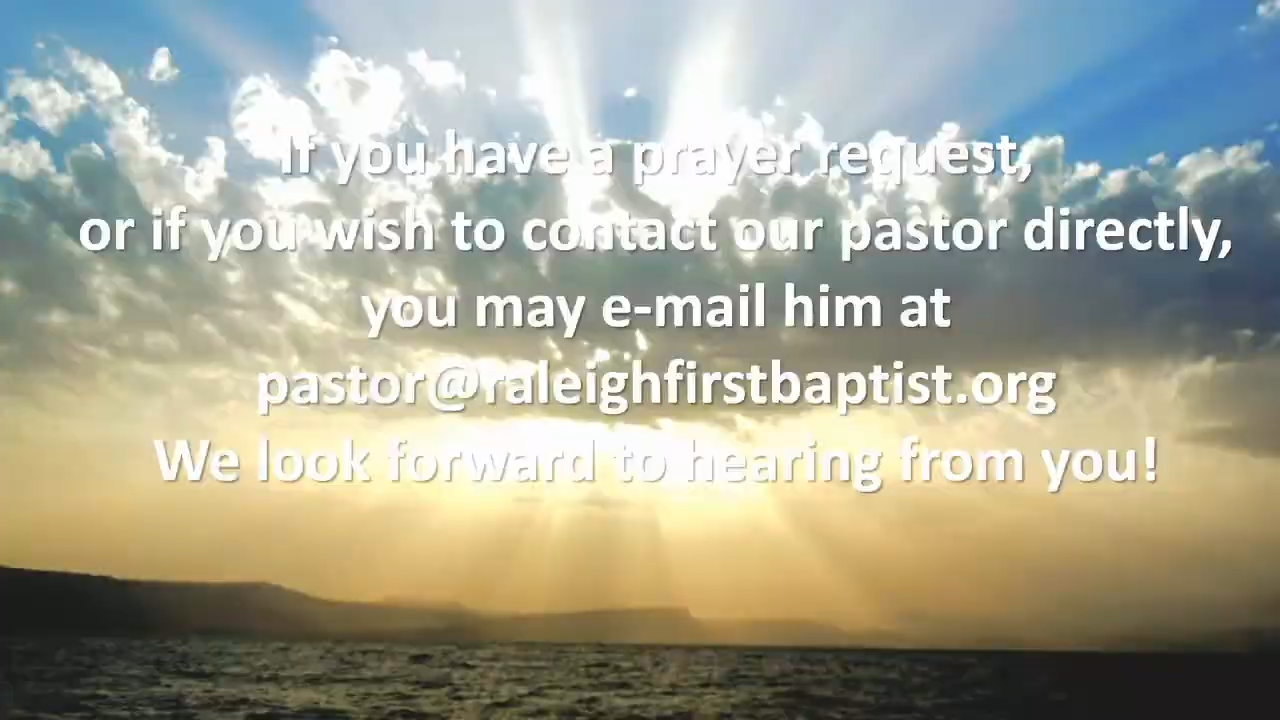 If you have a prayer request,
or if you wish to contact our pastor directly,
you may e-mail him at
pastor@raleighfirstbaptist.org
We look forward to hearing from you!